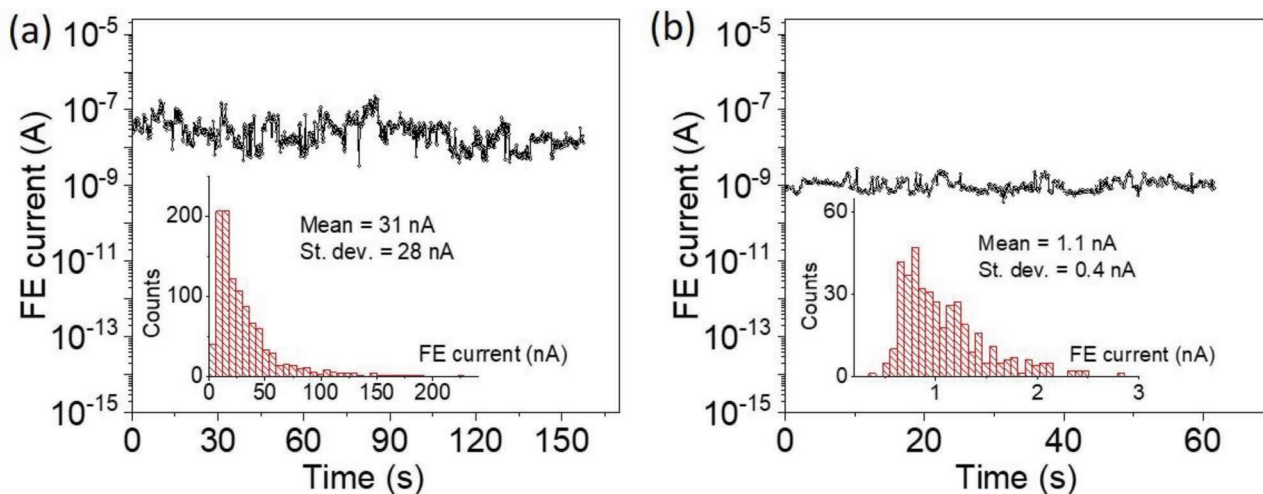 (a)
FE current (A)
10⁻⁵
10⁻⁷
10⁻⁹
10⁻¹¹
10⁻¹³
10⁻¹⁵
0 30 60 90 120 150
Time (s)
Counts
200
100
0
0 50 100 150 200
Mean = 31 nA
St. dev. = 28 nA
FE current (nA)
(b)
FE current (A)
10⁻⁵
10⁻⁷
10⁻⁹
10⁻¹¹
10⁻¹³
10⁻¹⁵
0 20 40 60
Time (s)
Counts
60
30
0
1 2 3
Mean = 1.1 nA
St. dev. = 0.4 nA
FE current (nA)